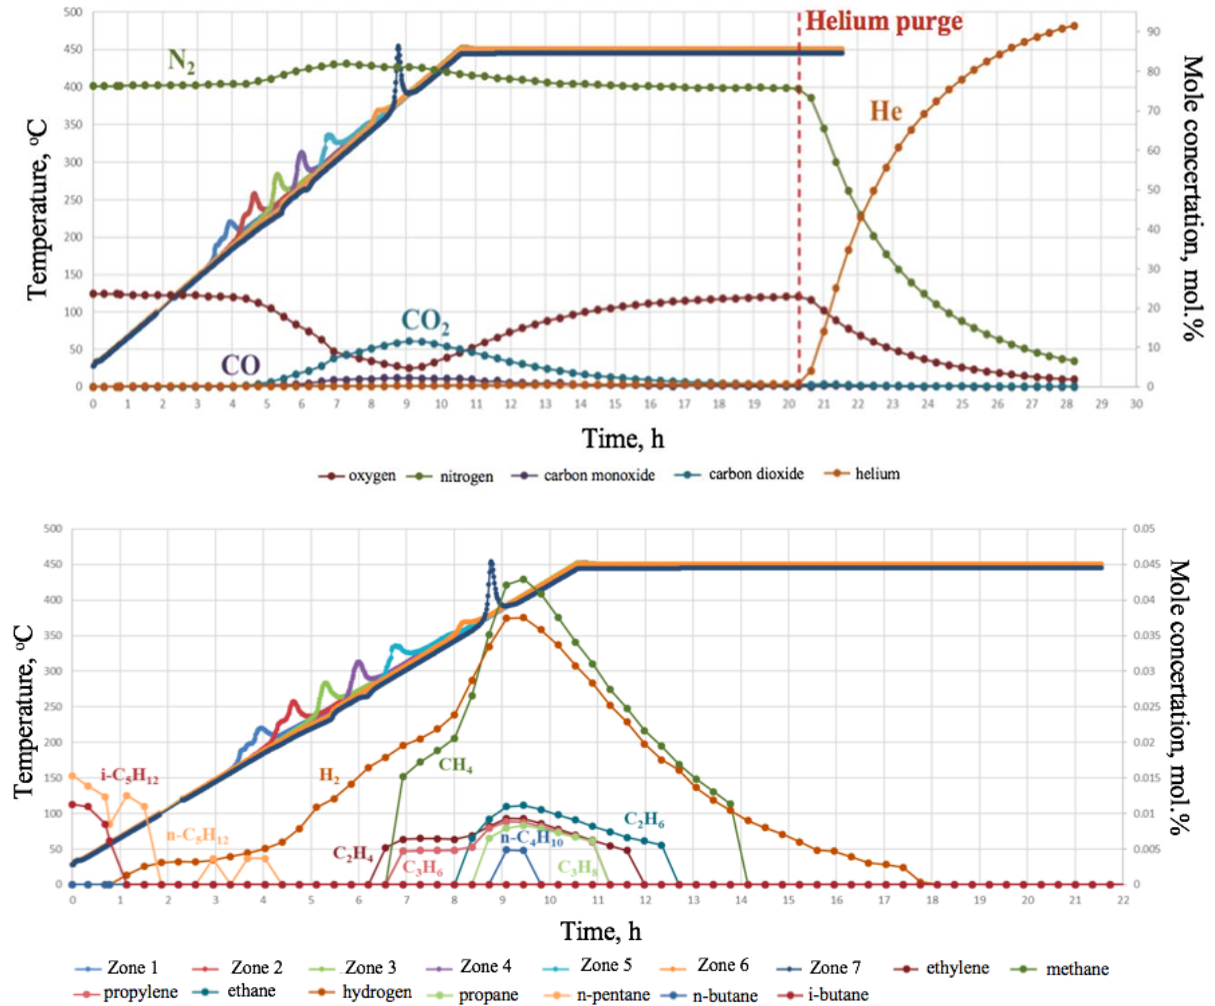 Helium purge
N₂
He
CO₂
CO
Temperature, °C
500
450
400
350
300
250
200
150
100
50
0
90
80
70
60
50
40
30
20
10
0
Mole concertation, mol.%
0 1 2 3 4 5 6 7 8 9 10 11 12 13 14 15 16 17 18 19 20 21 22 23 24 25 26 27 28 29 30
Time, h
oxygen nitrogen carbon monoxide carbon dioxide helium
Temperature, °C
500
450
400
350
300
250
200
150
100
50
0
0.05
0.045
0.04
0.035
0.03
0.025
0.02
0.015
0.01
0.005
0
Mole concertation, mol.%
i-C₅H₁₂
H₂
CH₄
n-C₅H₁₂
C₂H₆
n-C₄H₁₀
C₂H₄
C₃H₆
C₃H₈
0 1 2 3 4 5 6 7 8 9 10 11 12 13 14 15 16 17 18 19 20 21 22
Time, h
Zone 1 Zone 2 Zone 3 Zone 4 Zone 5 Zone 6 Zone 7 ethylene methane
propylene ethane hydrogen propane n-pentane n-butane i-butane